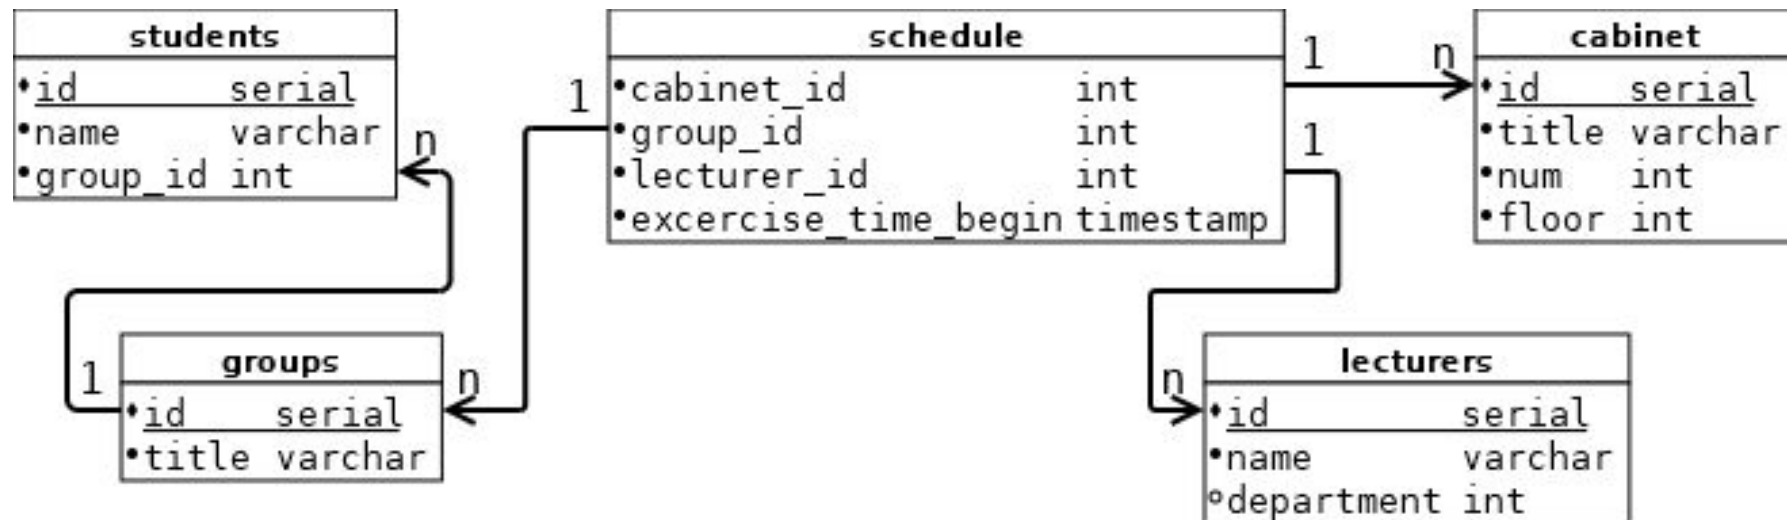 students
id serial
name varchar
group_id int
n
1
schedule
cabinet_id int
group_id int
lecturer_id int
excercise_time_begin timestamp
1
n
1
cabinet
id serial
title varchar
num int
floor int
1
groups
id serial
title varchar
n
n
lecturers
id serial
name varchar
department int